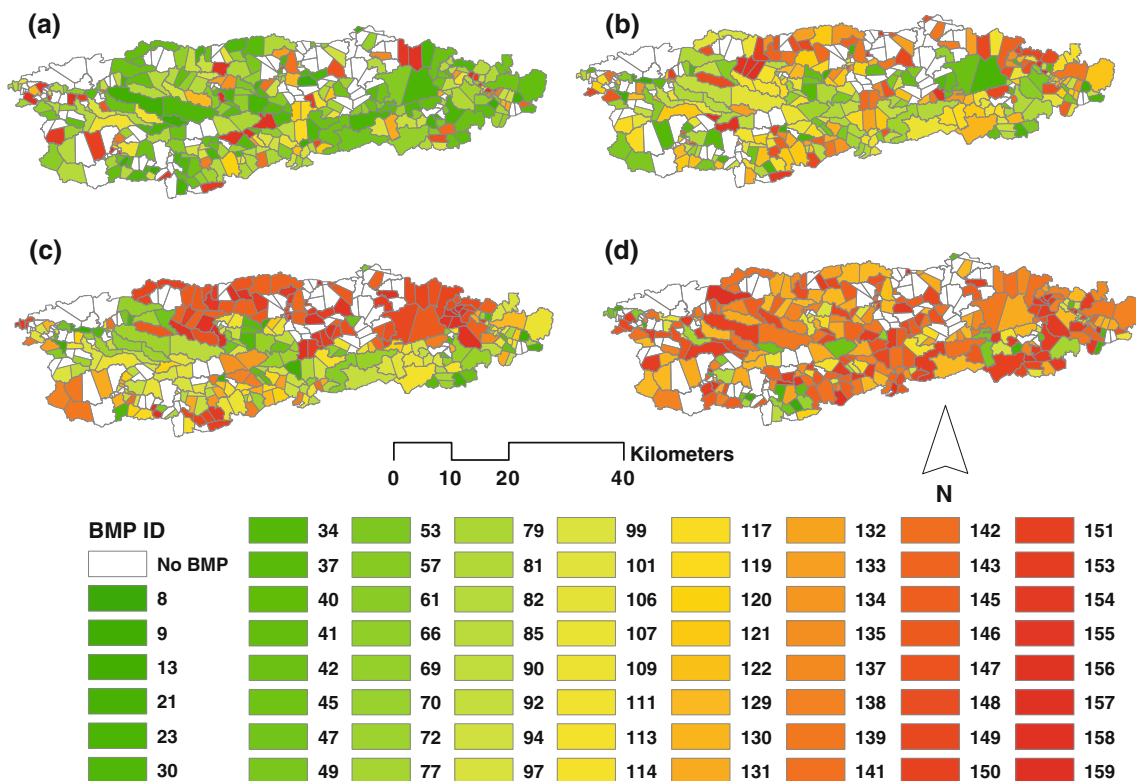 (a)
(b)
(c)
(d)
Kilometers
0 10 20 40
N
BMP ID 34 53 79 99 117 132 142 151
No BMP 37 57 81 101 119 133 143 153
8 40 61 82 106 120 134 145 154
9 41 66 85 107 121 135 146 155
13 42 69 90 109 122 137 147 156
21 45 70 92 111 129 138 148 157
23 47 72 94 113 130 139 149 158
30 49 77 97 114 131 141 150 159